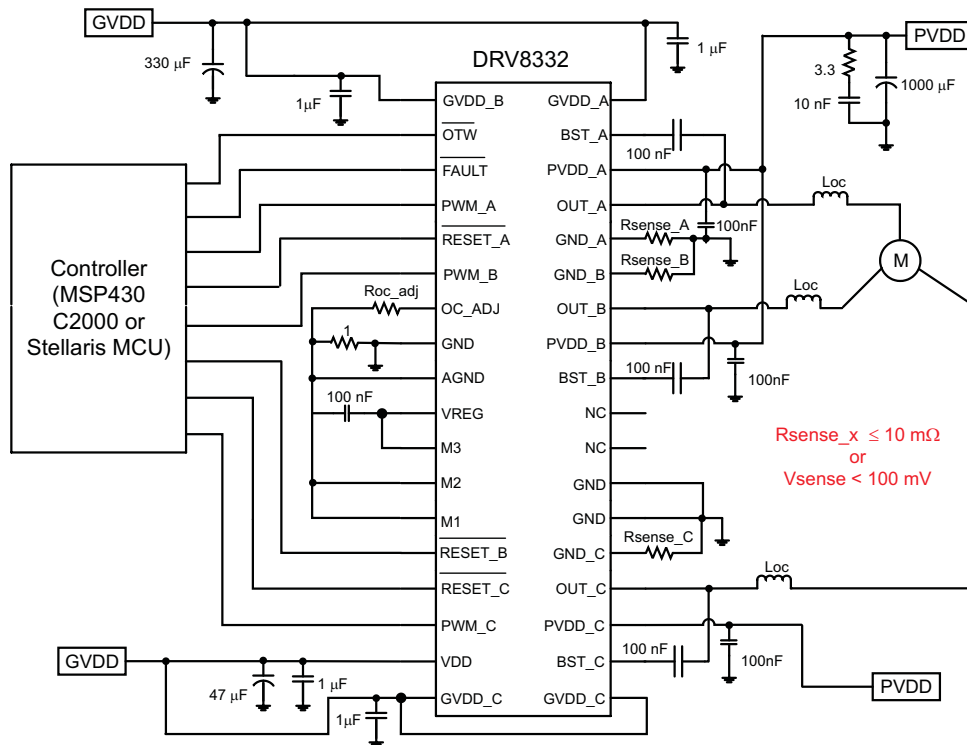 GVDD
330 μF
1μF
1 μF
PVDD
3.3
1000 μF
10 nF
DRV8332
GVDD_B
OTW
FAULT
PWM_A
RESET_A
PWM_B
OC_ADJ
GND
AGND
VREG
M3
M2
M1
RESET_B
RESET_C
PWM_C
VDD
GVDD_C
GVDD_A
BST_A
PVDD_A
OUT_A
GND_A
GND_B
OUT_B
PVDD_B
BST_B
NC
NC
GND
GND
GND_C
OUT_C
PVDD_C
BST_C
GVDD_C
Controller
(MSP430
C2000 or
Stellaris MCU)
Roc_adj
1
100 nF
100 nF
100nF
Rsense_A
Rsense_B
Loc
M
Loc
100 nF
100nF
Rsense_x ≤ 10 mΩ
or
Vsense < 100 mV
Rsense_C
Loc
100 nF
100nF
PVDD
GVDD
47 μF
1 μF
1μF